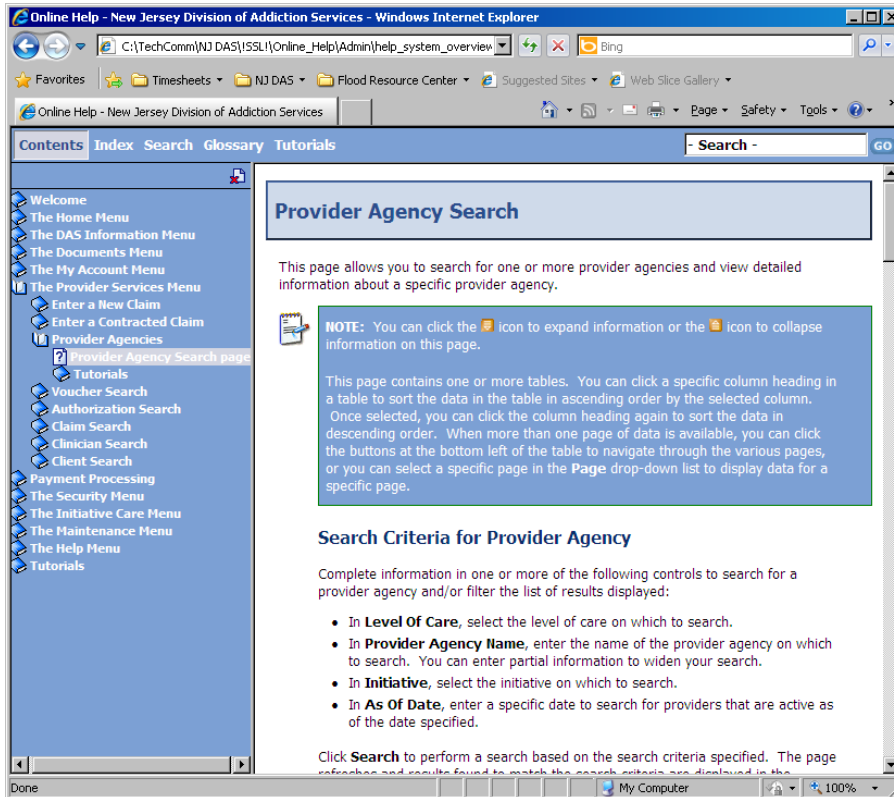 Online Help - New Jersey Division of Addiction Services - Windows Internet Explorer
C:\TechComm\NJ DAS\!SSL!\Online_Help\Admin\help_system_overview
Bing
Favorites
Timesheets
NJ DAS
Flood Resource Center
Suggested Sites
Web Slice Gallery
Online Help - New Jersey Division of Addiction Services
Page
Safety
Tools
Contents Index Search Glossary Tutorials
- Search -
GO
Welcome
The Home Menu
The DAS Information Menu
The Documents Menu
The My Account Menu
The Provider Services Menu
Enter a New Claim
Enter a Contracted Claim
Provider Agencies
Provider Agency Search page
Tutorials
Voucher Search
Authorization Search
Claim Search
Clinician Search
Client Search
Payment Processing
The Security Menu
The Initiative Care Menu
The Maintenance Menu
The Help Menu
Tutorials
Provider Agency Search
This page allows you to search for one or more provider agencies and view detailed
information about a specific provider agency.
NOTE: You can click the icon to expand information or the icon to collapse
information on this page.
This page contains one or more tables. You can click a specific column heading in
a table to sort the data in the table in ascending order by the selected column.
Once selected, you can click the column heading again to sort the data in
descending order. When more than one page of data is available, you can click
the buttons at the bottom left of the table to navigate through the various pages,
or you can select a specific page in the Page drop-down list to display data for a
specific page.
Search Criteria for Provider Agency
Complete information in one or more of the following controls to search for a
provider agency and/or filter the list of results displayed:
• In Level Of Care, select the level of care on which to search.
• In Provider Agency Name, enter the name of the provider agency on which
to search. You can enter partial information to widen your search.
• In Initiative, select the initiative on which to search.
• In As Of Date, enter a specific date to search for providers that are active as
of the date specified.
Click Search to perform a search based on the search criteria specified. The page
refreshes and results found to match the search criteria are displayed in the
Done
My Computer
100%